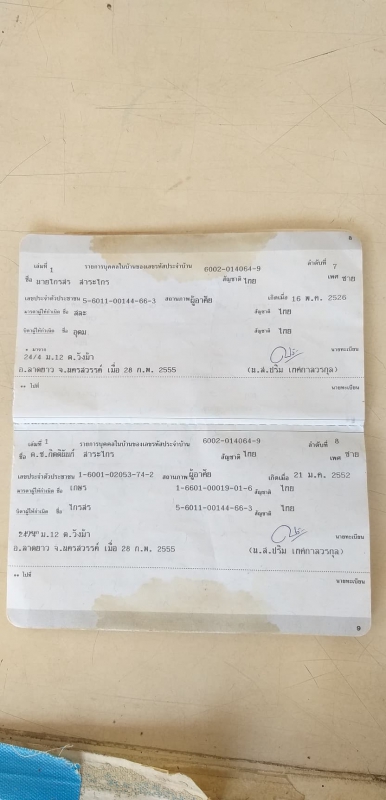 8
เล่มที่ 1 รายการบุคคลในบ้านของเลขรหัสประจำบ้าน 6002-014064-9 ลำดับที่ 7
ชื่อ นายไกรสร สาระไกร สัญชาติ ไทย เพศ ชาย
เลขประจำตัวประชาชน 5-6011-00144-66-3 สถานภาพ ผู้อาศัย เกิดเมื่อ 16 พ.ค. 2526
มารดาผู้ให้กำเนิด ชื่อ สละ สัญชาติ ไทย
บิดาผู้ให้กำเนิด ชื่อ อุดม สัญชาติ ไทย
* มาจาก
24/4 ม.12 ต.วังม้า นายทะเบียน
อ.ลาดยาว จ.นครสวรรค์ เมื่อ 28 ก.พ. 2555 (น.ส.ปริม เกศกาลวรกุล)
** ไปที่ นายทะเบียน
เล่มที่ 1 รายการบุคคลในบ้านของเลขรหัสประจำบ้าน 6002-014064-9 ลำดับที่ 8
ชื่อ ด.ช.กิตติธัยก์ สาระไกร สัญชาติ ไทย เพศ ชาย
เลขประจำตัวประชาชน 1-6001-02053-74-2 สถานภาพ ผู้อาศัย เกิดเมื่อ 21 ม.ค. 2552
มารดาผู้ให้กำเนิด ชื่อ เกษร 1-6601-00019-01-6 สัญชาติ ไทย
บิดาผู้ให้กำเนิด ชื่อ ไกรสร 5-6011-00144-66-3 สัญชาติ ไทย
ม.12 ต.วังม้า นายทะเบียน
อ.ลาดยาว จ.นครสวรรค์ เมื่อ 28 ก.พ. 2555 (น.ส.ปริม เกศกาลวรกุล)
** ไปที่ นายทะเบียน
9